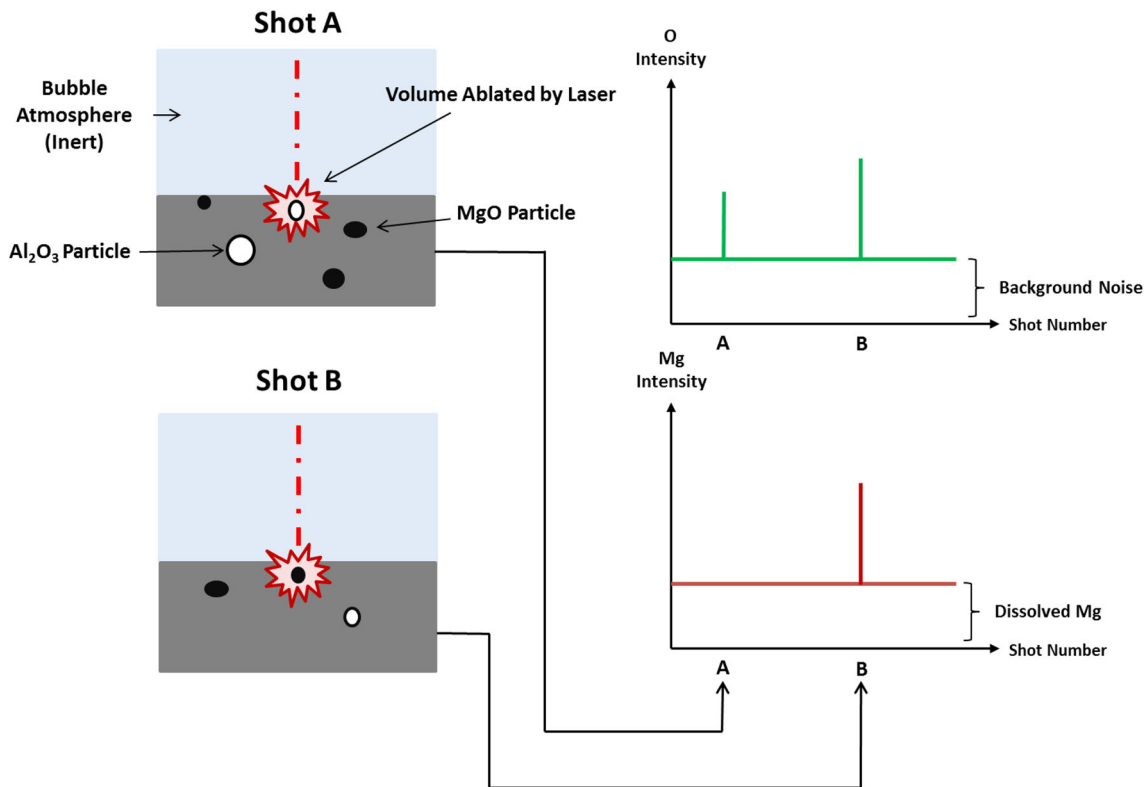 Shot A
Bubble
Atmosphere
(Inert)
Volume Ablated by Laser
MgO Particle
Al₂O₃ Particle
O
Intensity
Background Noise
Shot Number
A
B
Shot B
Mg
Intensity
Dissolved Mg
Shot Number
A
B